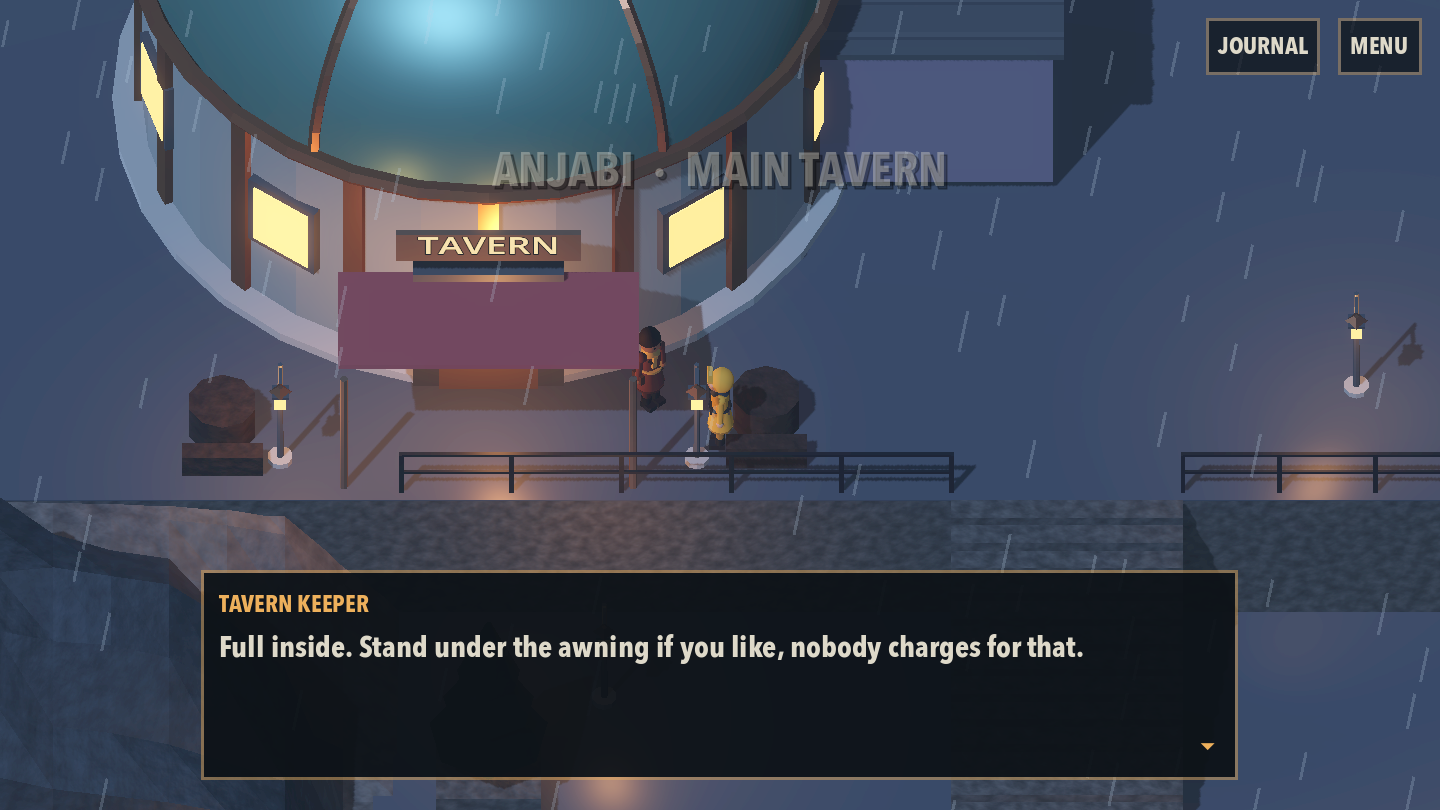 JOURNAL
MENU
ANJABI · MAIN TAVERN
TAVERN
TAVERN KEEPER
Full inside. Stand under the awning if you like, nobody charges for that.